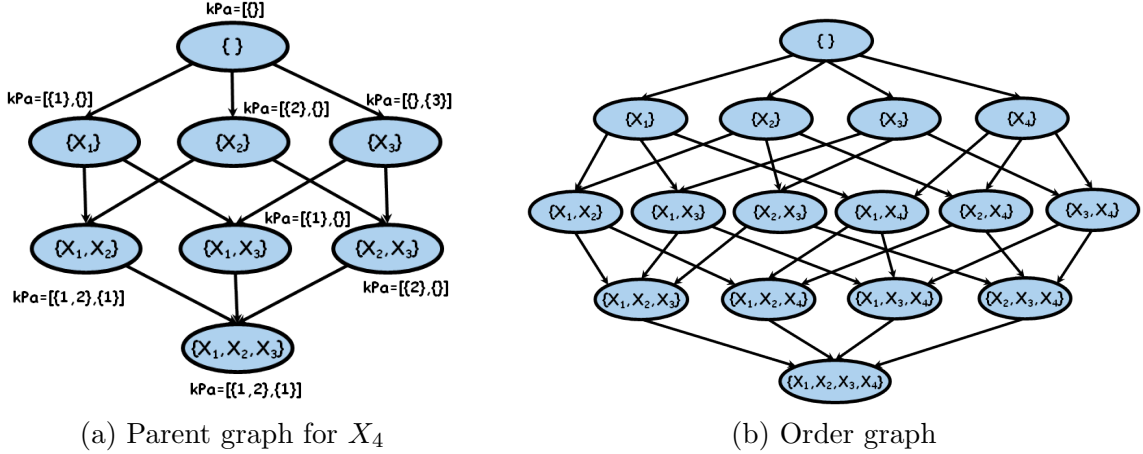 kPa=[{}]
{ }
kPa=[{1},{}]
kPa=[{2},{}]
kPa=[{},{3}]
{X₁}
{X₂}
{X₃}
kPa=[{1},{}]
{X₁,X₂}
{X₁,X₃}
{X₂,X₃}
kPa=[{1,2},{1}]
kPa=[{2},{}]
{X₁,X₂,X₃}
kPa=[{1,2},{1}]
(a) Parent graph for X₄
{ }
{X₁}
{X₂}
{X₃}
{X₄}
{X₁,X₂}
{X₁,X₃}
{X₂,X₃}
{X₁,X₄}
{X₂,X₄}
{X₃,X₄}
{X₁,X₂,X₃}
{X₁,X₂,X₄}
{X₁,X₃,X₄}
{X₂,X₃,X₄}
{X₁,X₂,X₃,X₄}
(b) Order graph